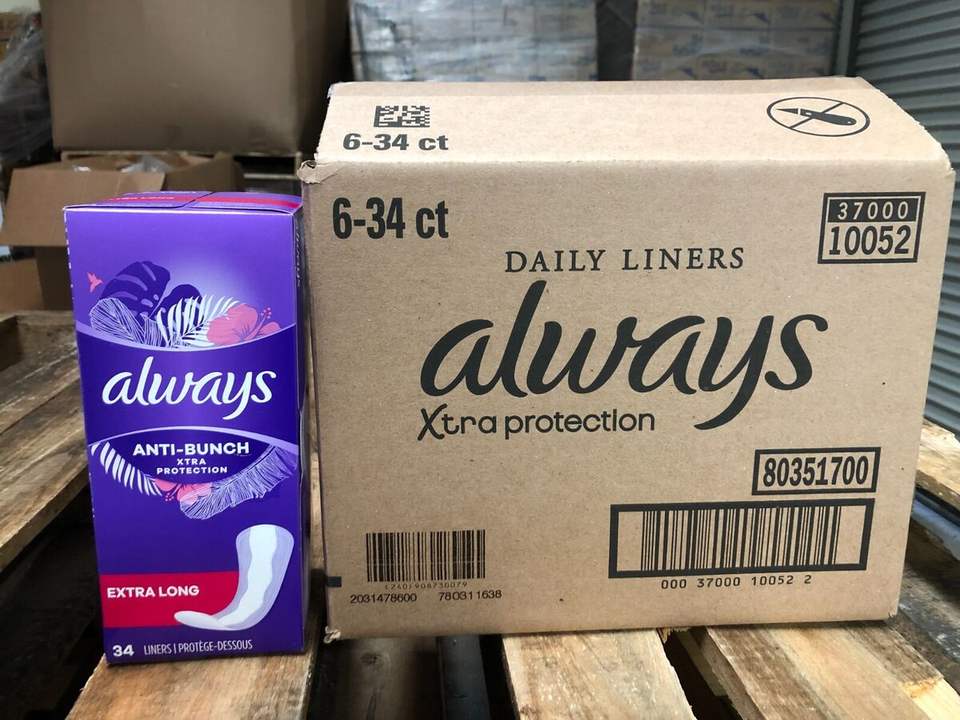 always
ANTI-BUNCH
XTRA
PROTECTION
EXTRA LONG
34 LINERS | PROTÈGE-DESSOUS
6-34 ct
6-34 ct
37000
10052
DAILY LINERS
always
Xtra protection
80351700
000 37000 10052 2
2031478600 780311638